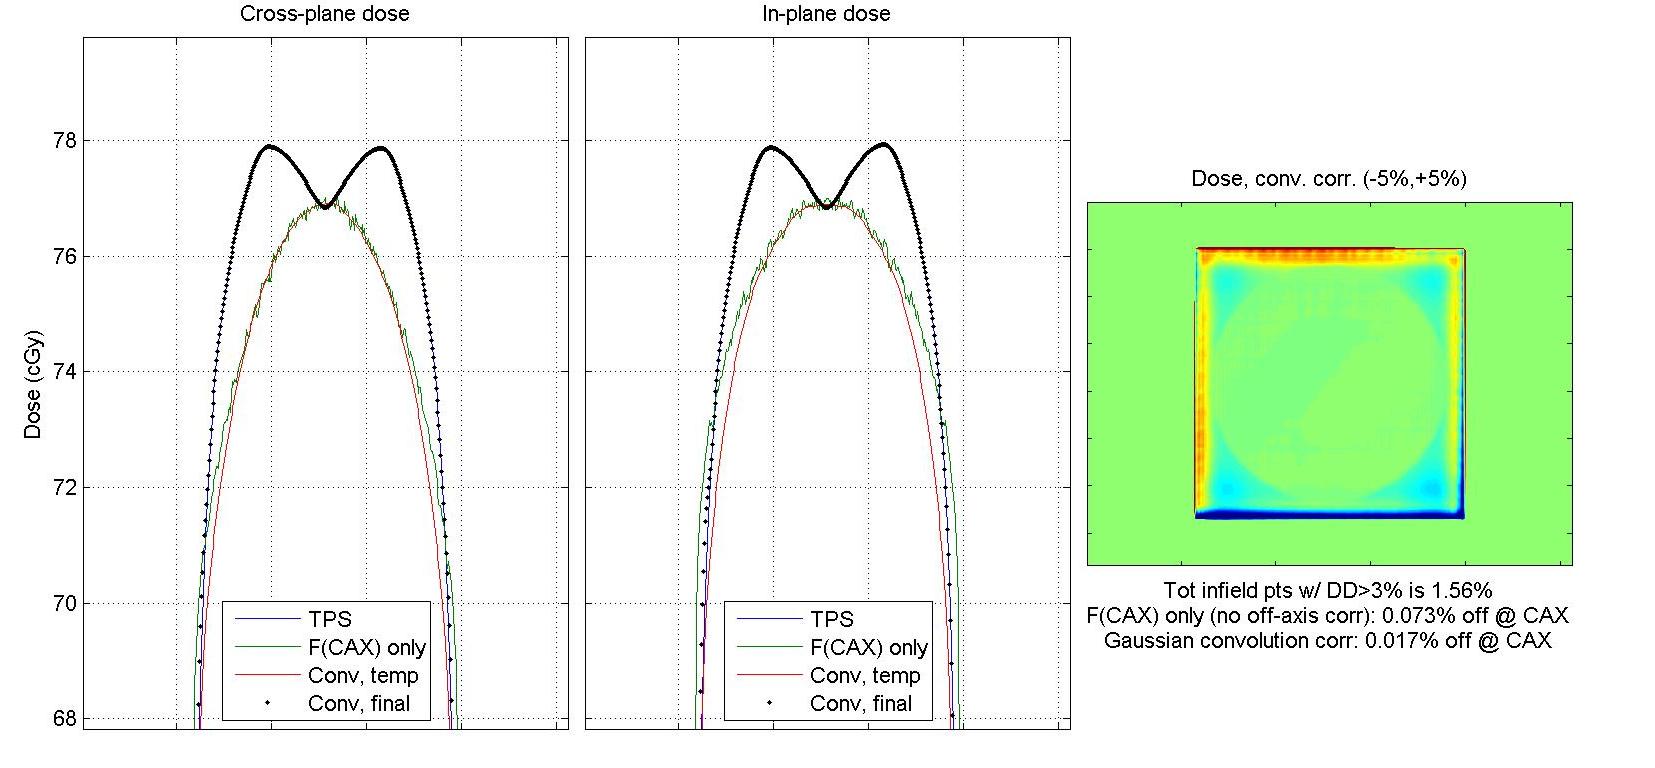 Cross-plane dose
In-plane dose
78
76
74
72
70
68
Dose (cGy)
TPS
F(CAX) only
Conv, temp
Conv, final
TPS
F(CAX) only
Conv, temp
Conv, final
Dose, conv. corr. (-5%,+5%)
Tot infield pts w/ DD>3% is 1.56%
F(CAX) only (no off-axis corr): 0.073% off @ CAX
Gaussian convolution corr: 0.017% off @ CAX